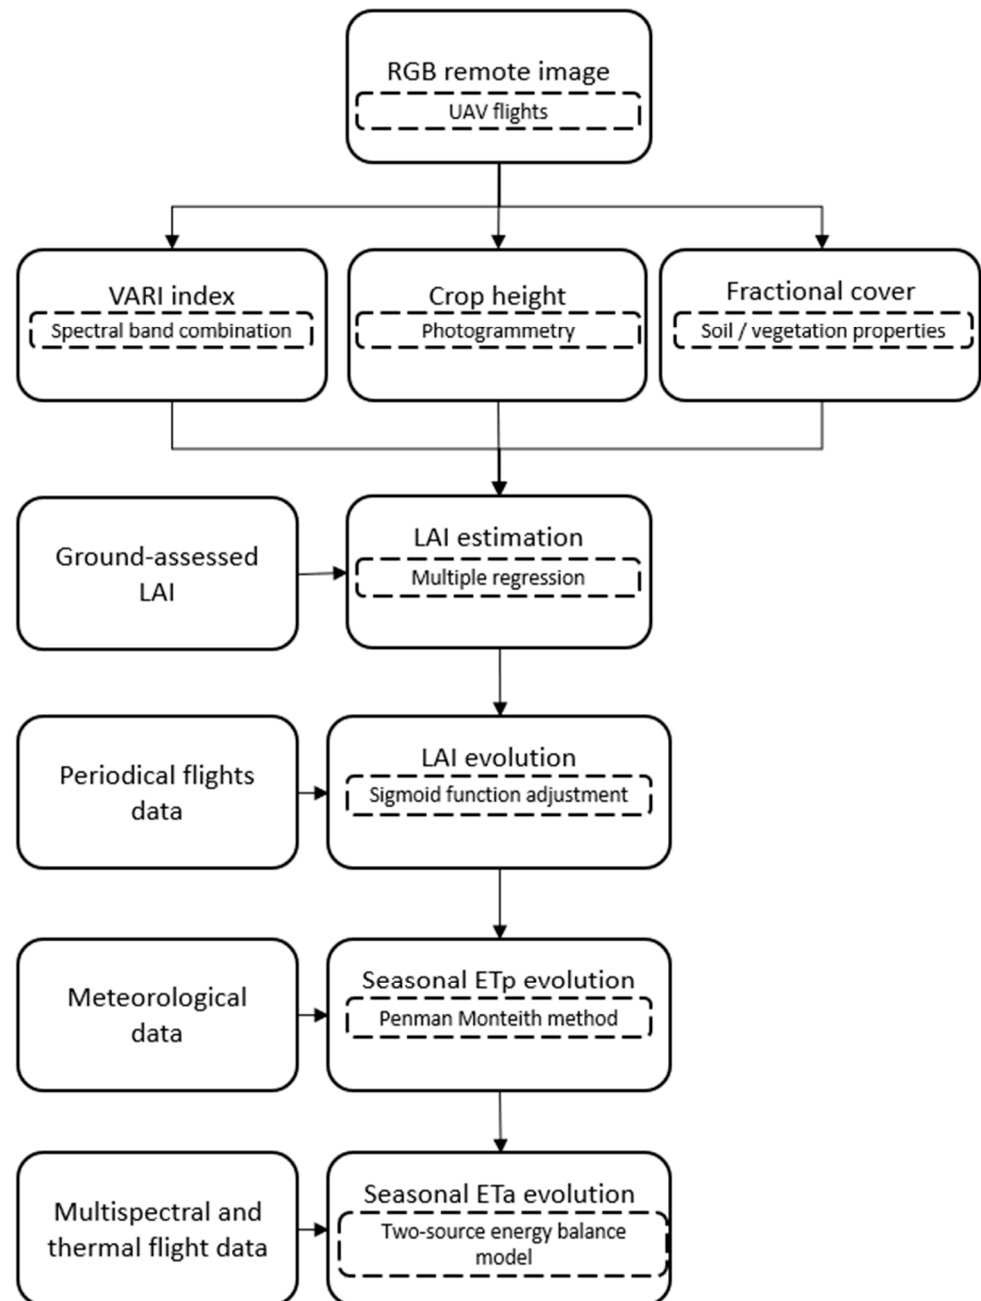 RGB remote image
UAV flights
VARI index
Spectral band combination
Crop height
Photogrammetry
Fractional cover
Soil / vegetation properties
Ground-assessed
LAI
LAI estimation
Multiple regression
Periodical flights
data
LAI evolution
Sigmoid function adjustment
Meteorological
data
Seasonal ETp evolution
Penman Monteith method
Multispectral and
thermal flight data
Seasonal ETa evolution
Two-source energy balance
model